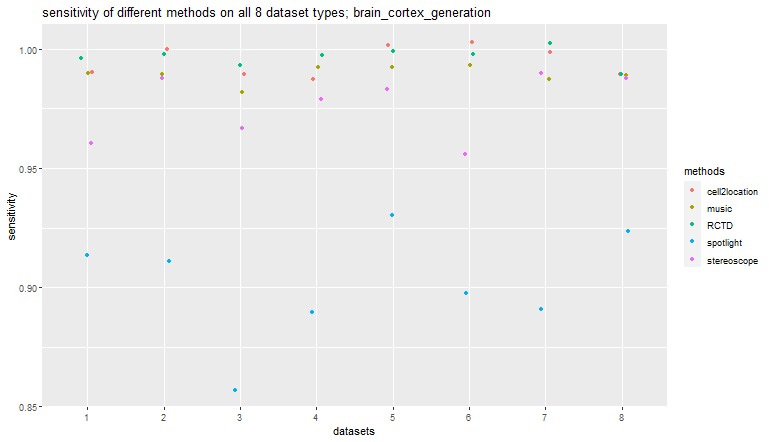 sensitivity of different methods on all 8 dataset types; brain_cortex_generation
1.00
0.95
0.90
0.85
sensitivity
1 2 3 4 5 6 7 8
datasets
methods
cell2location
music
RCTD
spotlight
stereoscope